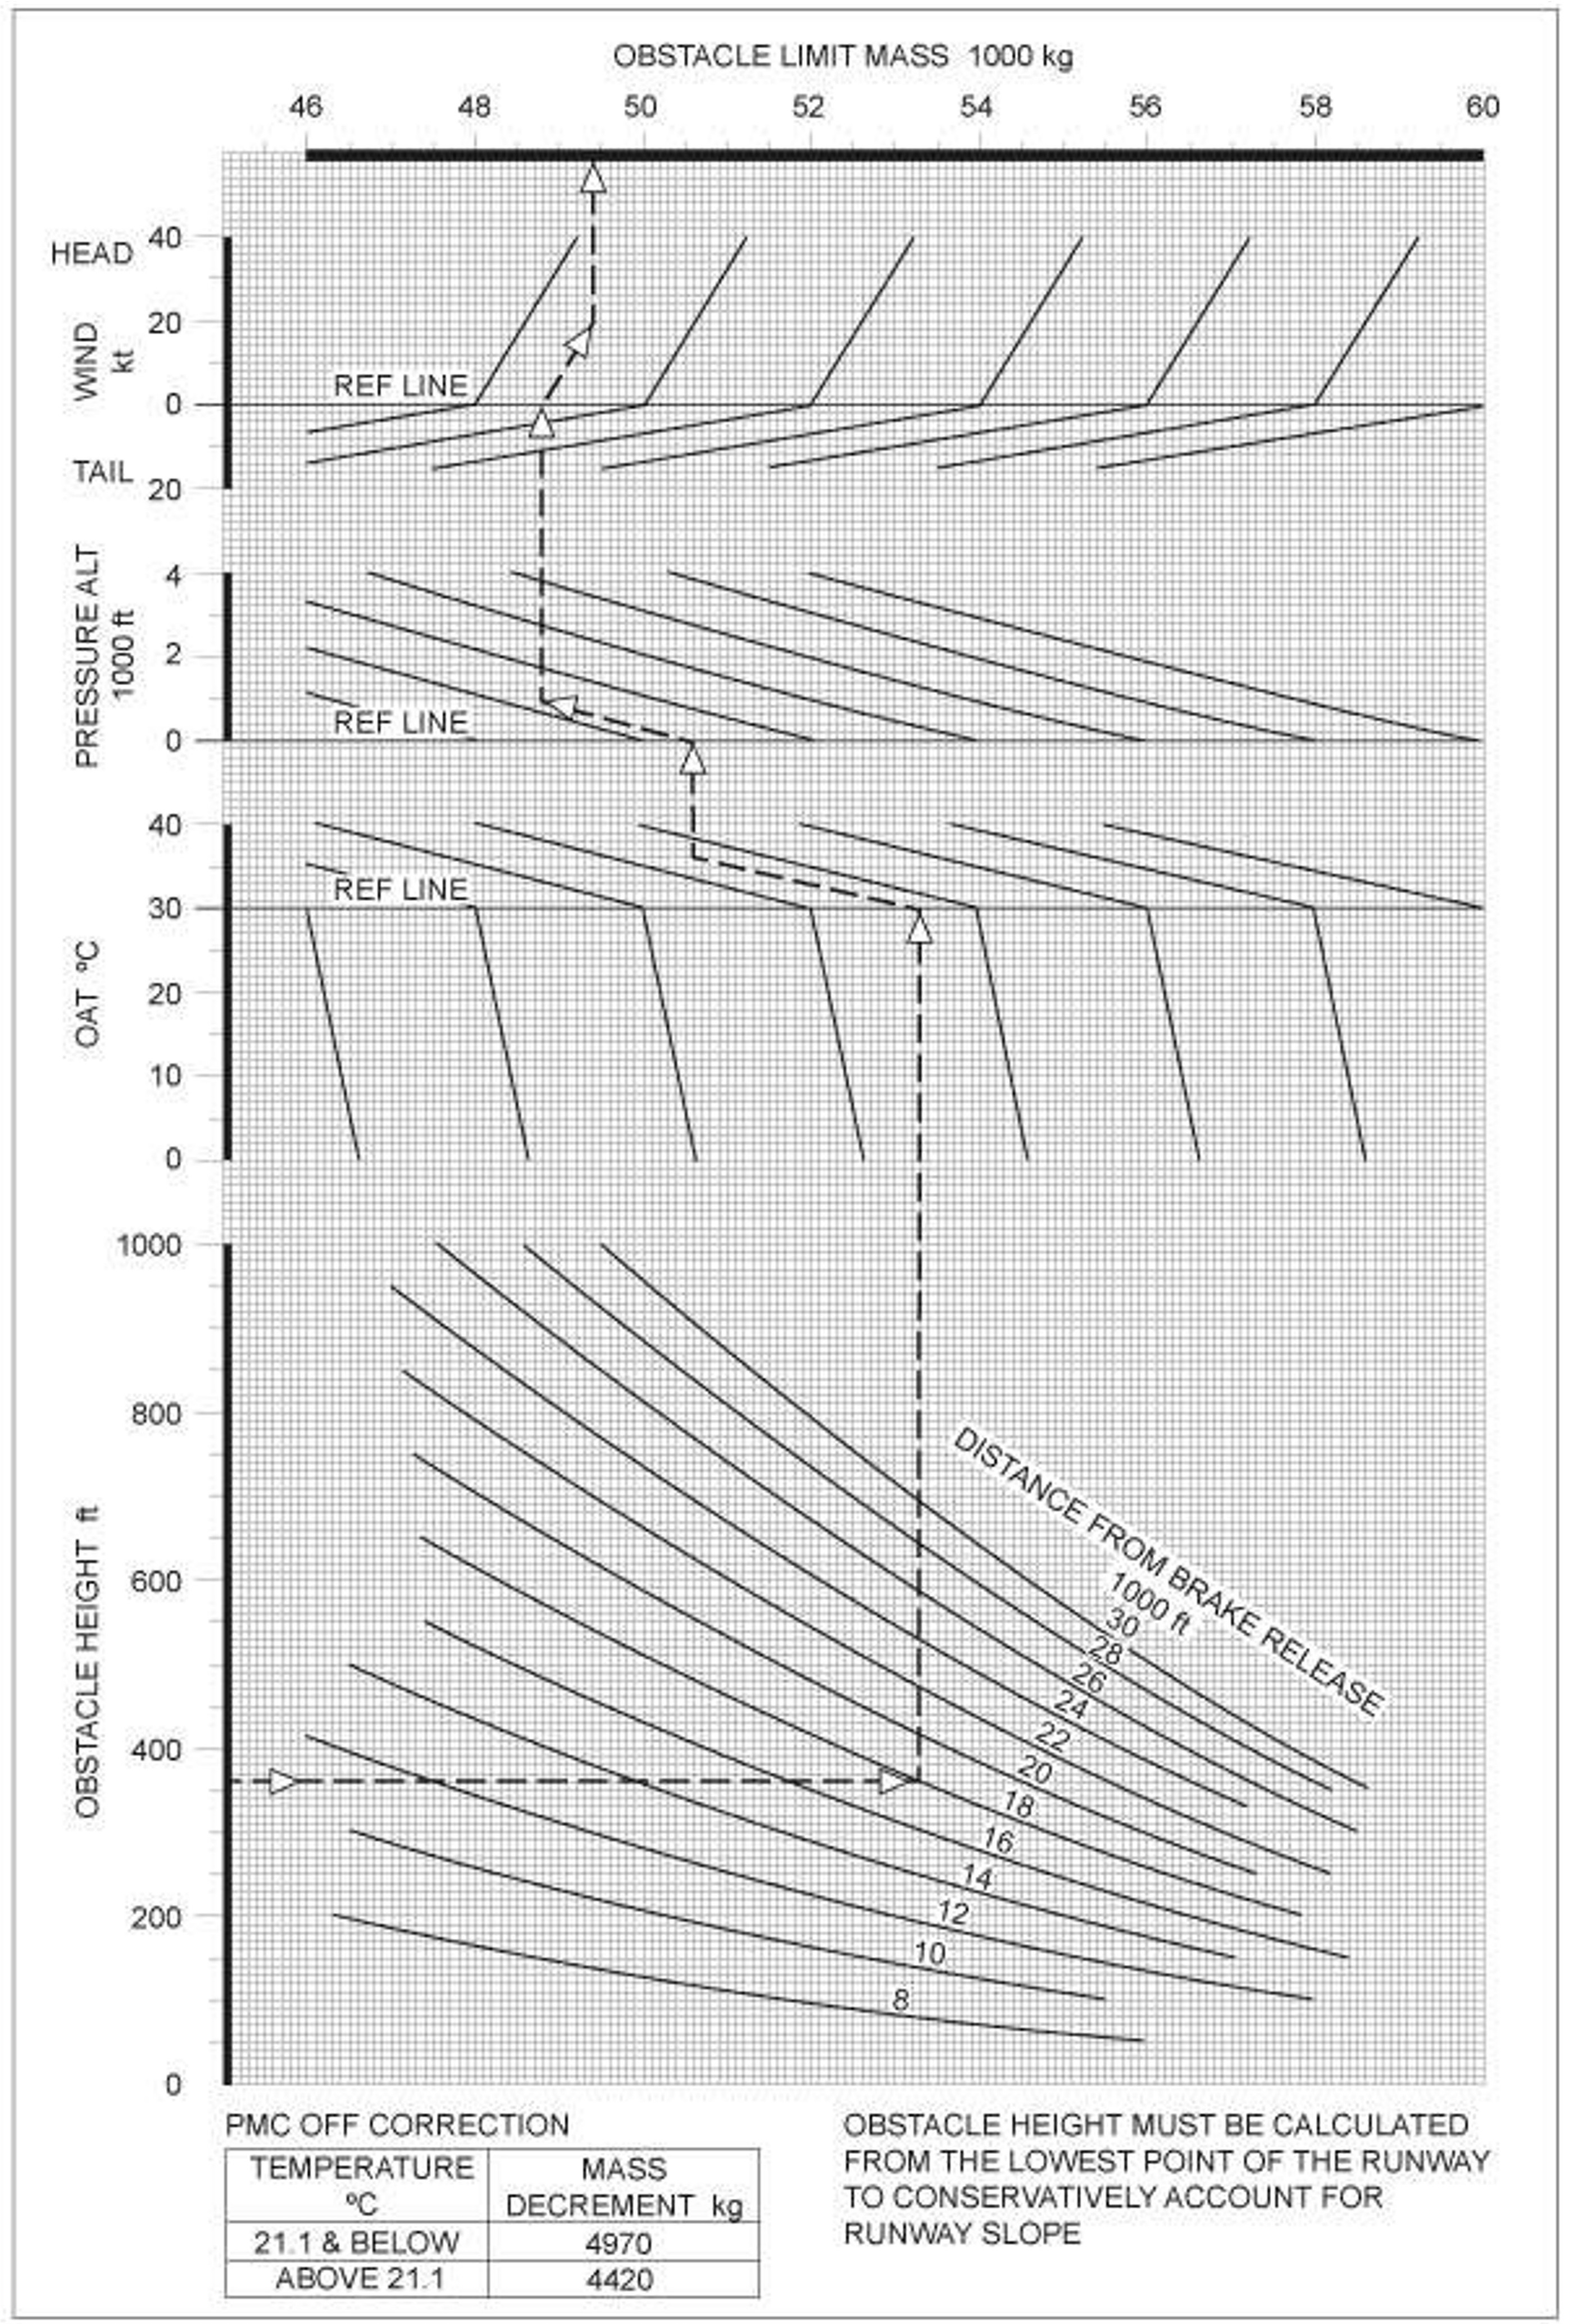 OBSTACLE LIMIT MASS 1000 kg
46 48 50 52 54 56 58 60
HEAD
WIND
kt
TAIL
40
20
0
20
REF LINE
PRESSURE ALT
1000 ft
4
2
0
REF LINE
OAT ºC
40
30
20
10
0
REF LINE
OBSTACLE HEIGHT ft
1000
800
600
400
200
0
DISTANCE FROM BRAKE RELEASE
1000 ft
30
28
26
24
22
20
18
16
14
12
10
8
PMC OFF CORRECTION
TEMPERATURE
ºC
MASS
DECREMENT kg
21.1 & BELOW 4970
ABOVE 21.1 4420
OBSTACLE HEIGHT MUST BE CALCULATED
FROM THE LOWEST POINT OF THE RUNWAY
TO CONSERVATIVELY ACCOUNT FOR
RUNWAY SLOPE